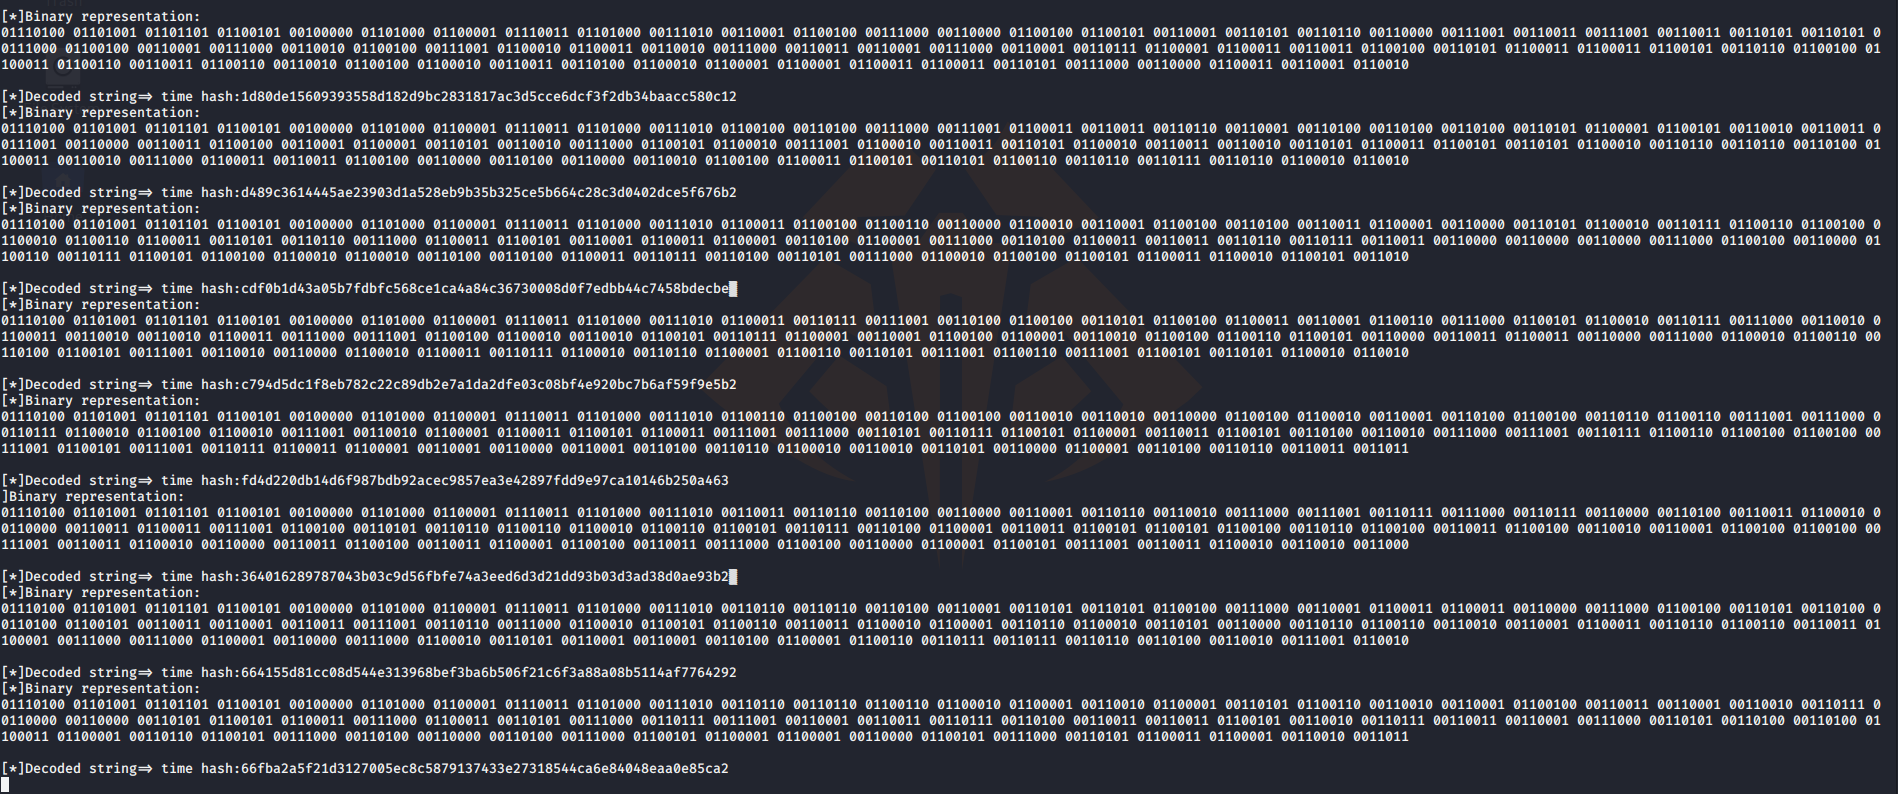 [*]Binary representation:
01110100 01101001 01101101 01100101 00100000 01101000 01100001 01110011 01101000 00111010 00110001 01100100 00111000 00110000 01100100 01100101 00110001 00110101 00110110 00110000 00111001 00110011 00111001 00110011 00110101 00110101 0
0111000 01100100 00110001 00111000 00110010 01100100 00111001 01100010 01100011 00110010 00111000 00110011 00110001 00111000 00110001 00110111 01100001 01100011 00110011 01100100 00110101 01100011 01100011 01100101 00110110 01100100 01
100011 01100110 00110011 01100110 00110010 01100100 01100010 00110011 00110100 01100010 01100001 01100001 01100011 01100011 00110101 00111000 00110000 01100011 00110001 0110010
[*]Decoded string⇒ time hash:1d80de15609393558d182d9bc2831817ac3d5cce6dcf3f2db34baacc580c12
[*]Binary representation:
01110100 01101001 01101101 01100101 00100000 01101000 01100001 01110011 01101000 00111010 01100100 00110100 00111000 00111001 01100011 00110011 00110110 00110001 00110100 00110100 00110100 00110101 01100001 01100101 00110010 00110011 0
0111001 00110000 00110011 01100100 00110001 01100001 00110101 00110010 00111000 01100101 01100010 00111001 01100010 00110011 00110101 01100010 00110011 00110010 00110101 01100011 01100101 00110101 01100010 00110110 00110110 00110100 01
100011 00110010 00111000 01100011 00110011 01100100 00110000 00110100 00110000 00110010 01100100 01100011 01100101 00110101 01100110 00110110 00110111 00110110 01100010 0110010
[*]Decoded string⇒ time hash:d489c3614445ae23903d1a528eb9b35b325ce5b664c28c3d0402dce5f676b2
[*]Binary representation:
01110100 01101001 01101101 01100101 00100000 01101000 01100001 01110011 01101000 00111010 01100011 01100100 01100110 00110000 01100010 00110001 01100100 00110100 00110011 01100001 00110000 00110101 01100010 00110111 01100110 01100100 0
1100010 01100110 01100011 00110101 00110110 00111000 01100011 01100101 00110001 01100011 01100001 00110100 01100001 00111000 00110100 01100011 00110011 00110110 00110111 00110011 00110000 00110000 00110000 00111000 01100100 00110000 01
100110 00110111 01100101 01100100 01100010 01100010 00110100 00110100 01100011 00110111 00110100 00110101 00111000 01100010 01100100 01100101 01100011 01100010 01100101 0011010
[*]Decoded string⇒ time hash:cdf0b1d43a05b7fdbfc568ce1ca4a84c36730008d0f7edbb44c7458bdecbe
[*]Binary representation:
01110100 01101001 01101101 01100101 00100000 01101000 01100001 01110011 01101000 00111010 01100011 00110111 00111001 00110100 01100100 00110101 01100100 01100011 00110001 01100110 00111000 01100101 01100010 00110111 00111000 00110010 0
1100011 00110010 00110010 01100011 00111000 00111001 01100100 01100010 00110010 01100101 00110111 01100001 00110001 01100100 01100001 00110010 01100100 01100110 01100101 00110000 00110011 01100011 00110000 00111000 01100010 01100110 00
110100 01100101 00111001 00110010 00110000 01100010 01100011 00110111 01100010 00110110 01100001 01100110 00110101 00111001 01100110 00111001 01100101 00110101 01100010 0110010
[*]Decoded string⇒ time hash:c794d5dc1f8eb782c22c89db2e7a1da2dfe03c08bf4e920bc7b6af59f9e5b2
[*]Binary representation:
01110100 01101001 01101101 01100101 00100000 01101000 01100001 01110011 01101000 00111010 01100110 01100100 00110100 01100100 00110010 00110010 00110000 01100100 01100010 00110001 00110100 01100100 00110110 01100110 00111001 00111000 0
0110111 01100010 01100100 01100010 00111001 00110010 01100001 01100011 01100101 01100011 00111001 00111000 00110101 00110111 01100101 01100001 00110011 01100101 00110100 00110010 00111000 00111001 00110111 01100110 01100100 01100100 00
111001 01100101 00111001 00110111 01100011 01100001 00110001 00110000 00110001 00110100 00110110 01100010 00110010 00110101 00110000 01100001 00110100 00110110 00110011 0011011
[*]Decoded string⇒ time hash:fd4d220db14d6f987bdb92acec9857ea3e42897fdd9e97ca10146b250a463
]Binary representation:
01110100 01101001 01101101 01100101 00100000 01101000 01100001 01110011 01101000 00111010 00110011 00110110 00110100 00110000 00110001 00110110 00110010 00111000 00111001 00110111 00111000 00110111 00110000 00110100 00110011 01100010 0
0110000 00110011 01100011 00111001 01100100 00110101 00110110 01100110 01100010 01100110 01100101 00110111 00110100 01100001 00110011 01100101 01100101 01100100 00110110 01100100 00110011 01100100 00110010 00110001 01100100 01100100 00
111001 00110011 01100010 00110000 00110011 01100100 00110011 01100001 01100100 00110011 00111000 01100100 00110000 01100001 01100101 00111001 00110011 01100010 00110010 0011000
[*]Decoded string⇒ time hash:364016289787043b03c9d56fbfe74a3eed6d3d21dd93b03d3ad38d0ae93b2
[*]Binary representation:
01110100 01101001 01101101 01100101 00100000 01101000 01100001 01110011 01101000 00111010 00110110 00110110 00110100 00110001 00110101 00110101 01100100 00111000 00110001 01100011 01100011 00110000 00111000 01100100 00110101 00110100 0
0110100 01100101 00110011 00110001 00110011 00111001 00110110 00111000 01100010 01100101 01100110 00110011 01100010 01100001 00110110 01100010 00110101 00110000 00110110 01100110 00110010 00110001 01100011 00110110 01100110 00110011 01
100001 00111000 00111000 01100001 00110000 00111000 01100010 00110101 00110001 00110001 00110100 01100001 01100110 00110111 00110111 00110110 00110100 00110010 00111001 0110010
[*]Decoded string⇒ time hash:664155d81cc08d544e313968bef3ba6b506f21c6f3a88a08b5114af7764292
[*]Binary representation:
01110100 01101001 01101101 01100101 00100000 01101000 01100001 01110011 01101000 00111010 00110110 00110110 01100110 01100010 01100001 00110010 01100001 00110101 01100110 00110010 00110001 01100100 00110011 00110001 00110010 00110111 0
0110000 00110000 00110101 01100101 01100011 00111000 01100011 00110101 00111000 00110111 00111001 00110001 00110011 00110111 00110100 00110011 00110011 01100101 00110010 00110111 00110011 00110001 00111000 00110101 00110100 00110100 01
100011 01100001 00110110 01100101 00111000 00110100 00110000 00110100 00111000 01100101 01100001 01100001 00110000 01100101 00111000 00110101 01100011 01100001 00110010 0011011
[*]Decoded string⇒ time hash:66fba2a5f21d3127005ec8c5879137433e27318544ca6e84048eaa0e85ca2